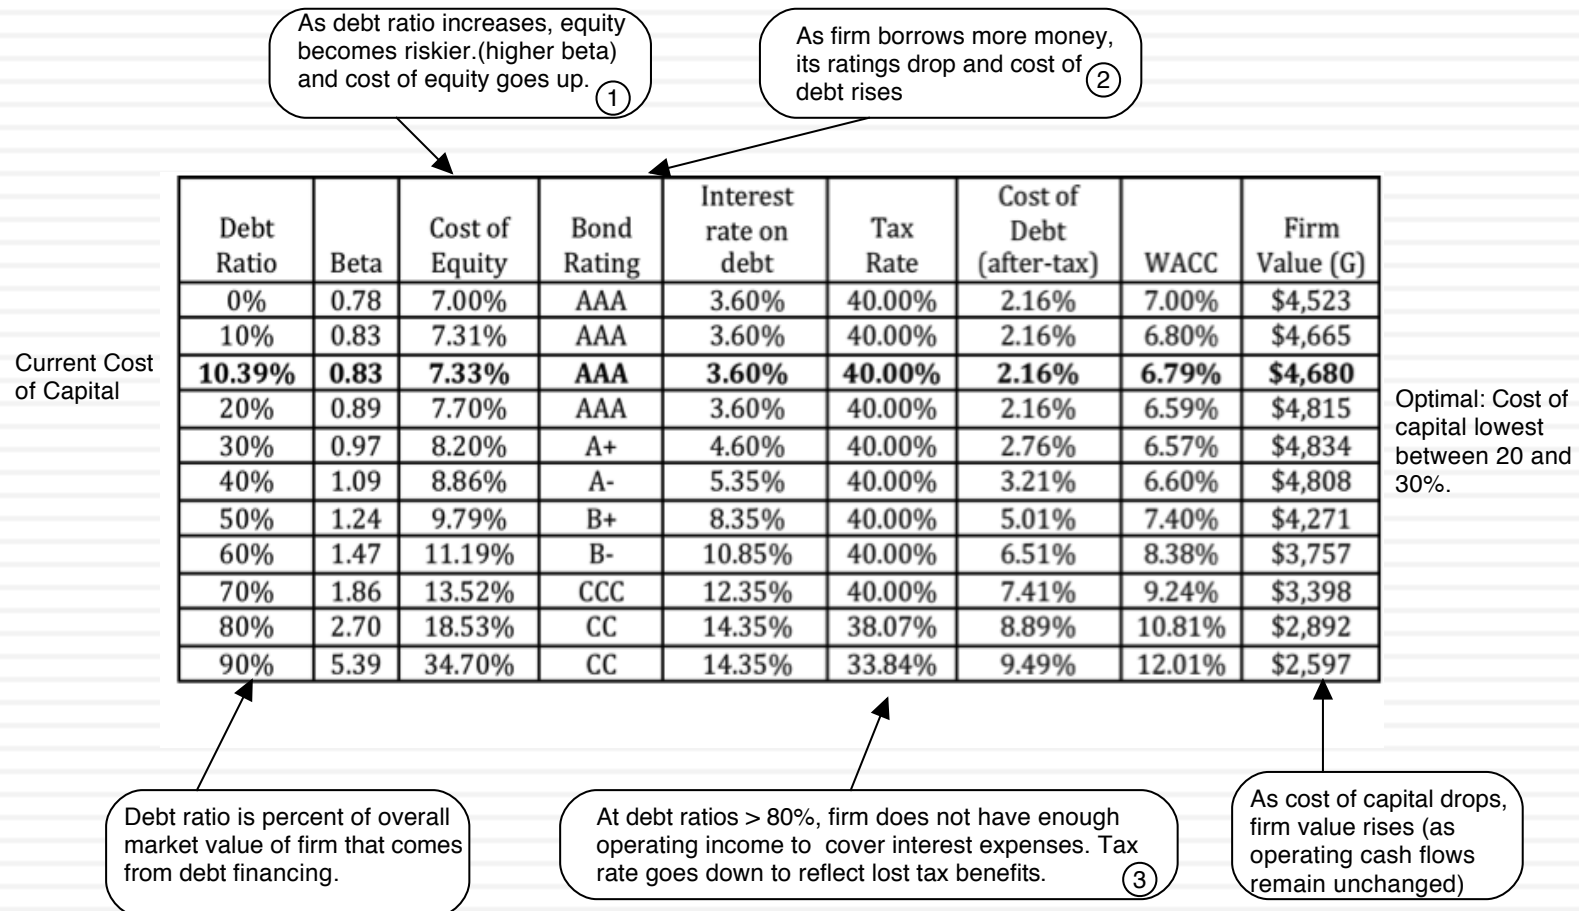 As debt ratio increases, equity
becomes riskier.(higher beta)
and cost of equity goes up.
1
As firm borrows more money,
its ratings drop and cost of
debt rises
2
Debt Ratio Beta Cost of Equity Bond Rating Interest rate on debt Tax Rate Cost of Debt (after-tax) WACC Firm Value (G)
0% 0.78 7.00% AAA 3.60% 40.00% 2.16% 7.00% $4,523
10% 0.83 7.31% AAA 3.60% 40.00% 2.16% 6.80% $4,665
Current Cost
of Capital
10.39% 0.83 7.33% AAA 3.60% 40.00% 2.16% 6.79% $4,680
20% 0.89 7.70% AAA 3.60% 40.00% 2.16% 6.59% $4,815
30% 0.97 8.20% A+ 4.60% 40.00% 2.76% 6.57% $4,834
40% 1.09 8.86% A- 5.35% 40.00% 3.21% 6.60% $4,808
50% 1.24 9.79% B+ 8.35% 40.00% 5.01% 7.40% $4,271
60% 1.47 11.19% B- 10.85% 40.00% 6.51% 8.38% $3,757
70% 1.86 13.52% CCC 12.35% 40.00% 7.41% 9.24% $3,398
80% 2.70 18.53% CC 14.35% 38.07% 8.89% 10.81% $2,892
90% 5.39 34.70% CC 14.35% 33.84% 9.49% 12.01% $2,597
Optimal: Cost of
capital lowest
between 20 and
30%.
Debt ratio is percent of overall
market value of firm that comes
from debt financing.
At debt ratios > 80%, firm does not have enough
operating income to cover interest expenses. Tax
rate goes down to reflect lost tax benefits.
3
As cost of capital drops,
firm value rises (as
operating cash flows
remain unchanged)